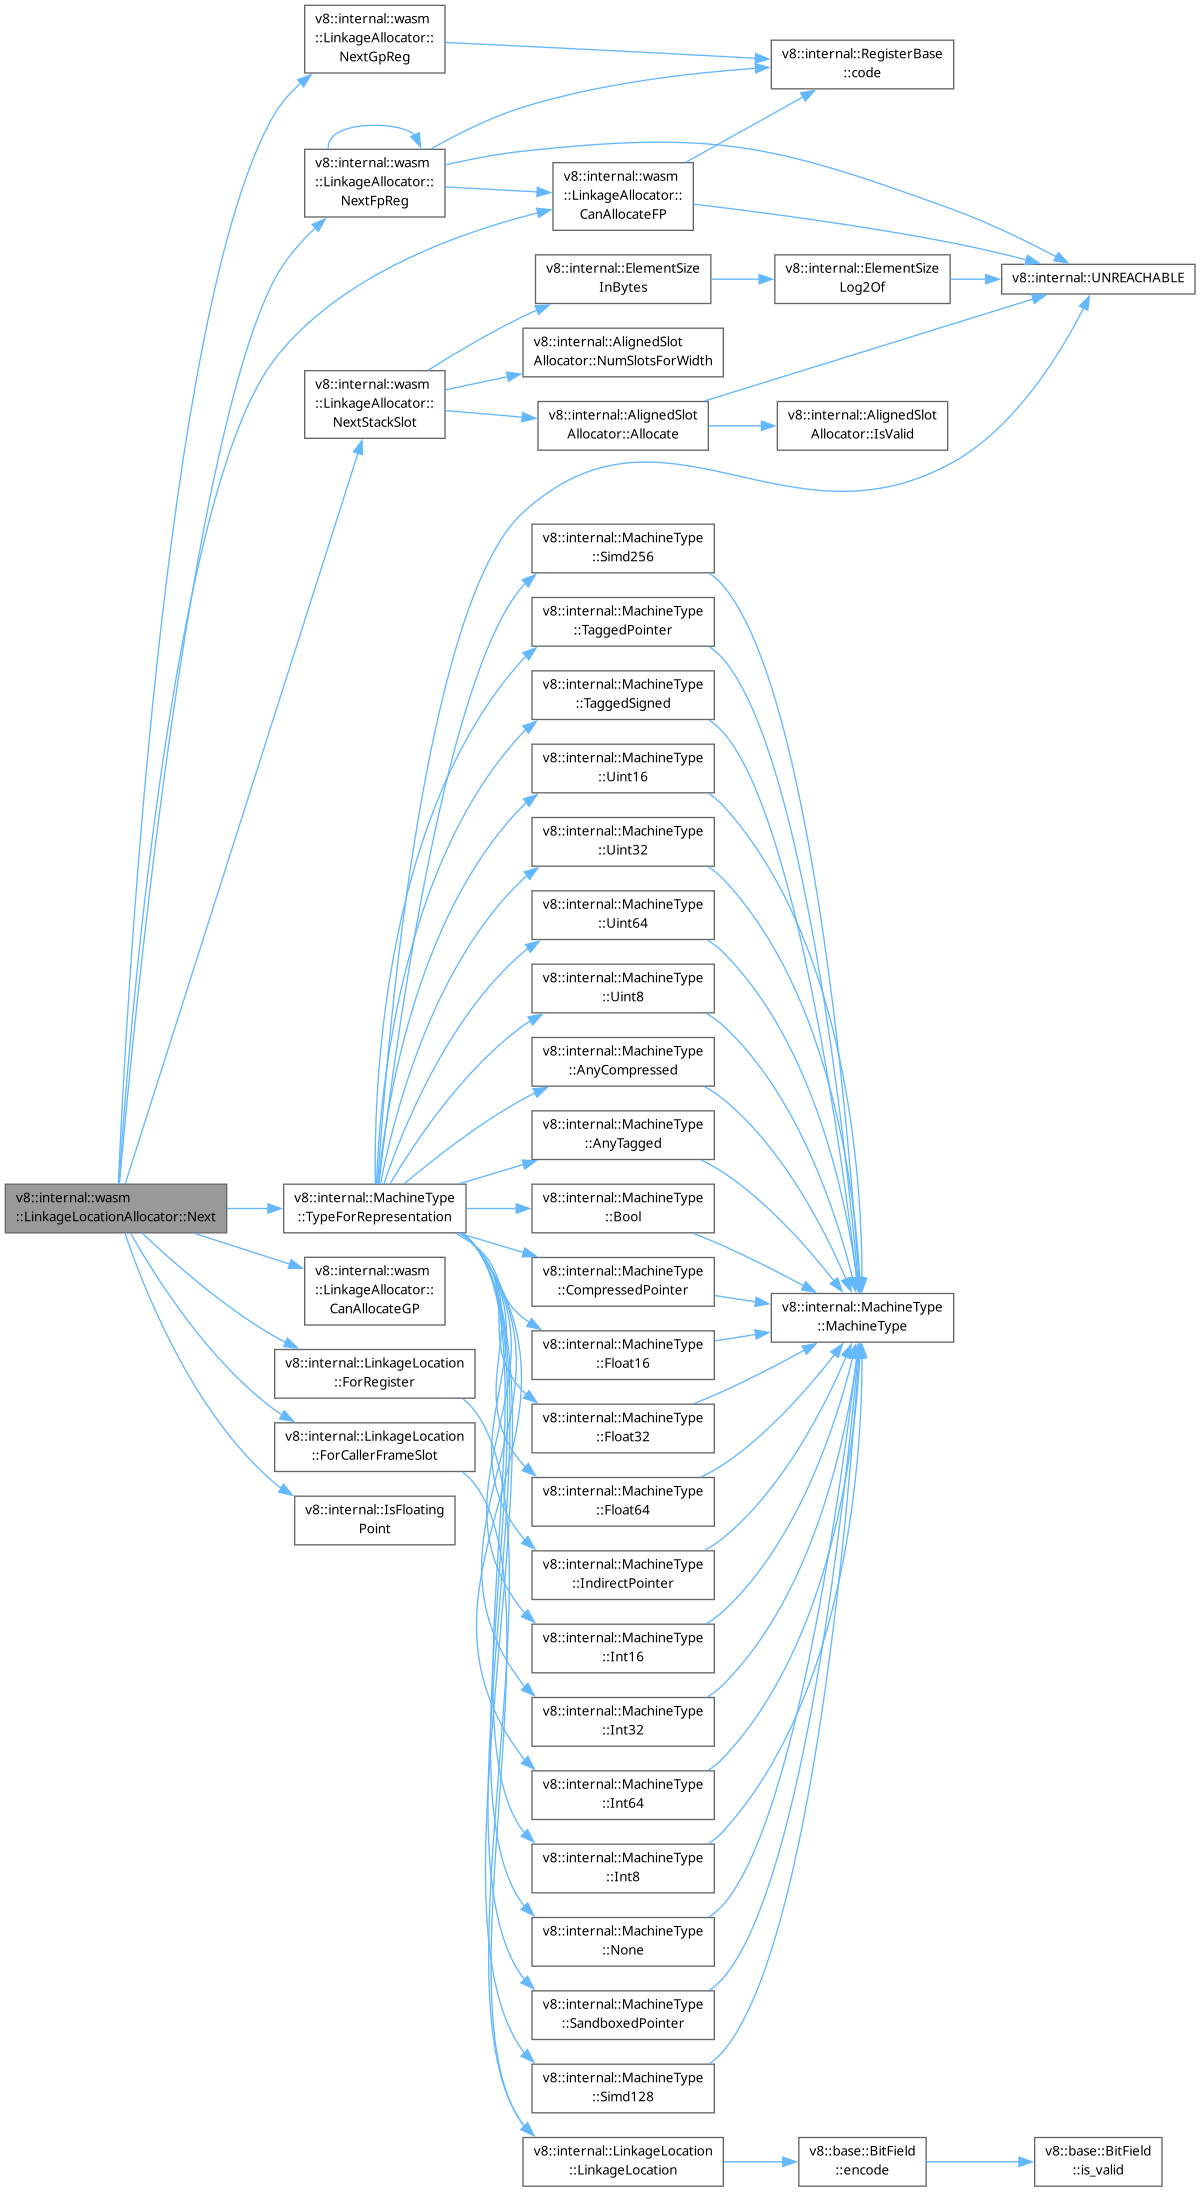 v8::internal::wasm
::LinkageLocationAllocator::Next
v8::internal::wasm
::LinkageAllocator::
NextGpReg
v8::internal::wasm
::LinkageAllocator::
NextFpReg
v8::internal::wasm
::LinkageAllocator::
NextStackSlot
v8::internal::MachineType
::TypeForRepresentation
v8::internal::wasm
::LinkageAllocator::
CanAllocateGP
v8::internal::LinkageLocation
::ForRegister
v8::internal::LinkageLocation
::ForCallerFrameSlot
v8::internal::IsFloating
Point
v8::internal::wasm
::LinkageAllocator::
CanAllocateFP
v8::internal::ElementSize
InBytes
v8::internal::AlignedSlot
Allocator::NumSlotsForWidth
v8::internal::AlignedSlot
Allocator::Allocate
v8::internal::MachineType
::Simd256
v8::internal::MachineType
::TaggedPointer
v8::internal::MachineType
::TaggedSigned
v8::internal::MachineType
::Uint16
v8::internal::MachineType
::Uint32
v8::internal::MachineType
::Uint64
v8::internal::MachineType
::Uint8
v8::internal::MachineType
::AnyCompressed
v8::internal::MachineType
::AnyTagged
v8::internal::MachineType
::Bool
v8::internal::MachineType
::CompressedPointer
v8::internal::MachineType
::Float16
v8::internal::MachineType
::Float32
v8::internal::MachineType
::Float64
v8::internal::MachineType
::IndirectPointer
v8::internal::MachineType
::Int16
v8::internal::MachineType
::Int32
v8::internal::MachineType
::Int64
v8::internal::MachineType
::Int8
v8::internal::MachineType
::None
v8::internal::MachineType
::SandboxedPointer
v8::internal::MachineType
::Simd128
v8::internal::LinkageLocation
::LinkageLocation
v8::internal::RegisterBase
::code
v8::internal::ElementSize
Log2Of
v8::internal::AlignedSlot
Allocator::IsValid
v8::internal::MachineType
::MachineType
v8::base::BitField
::encode
v8::internal::UNREACHABLE
v8::base::BitField
::is_valid